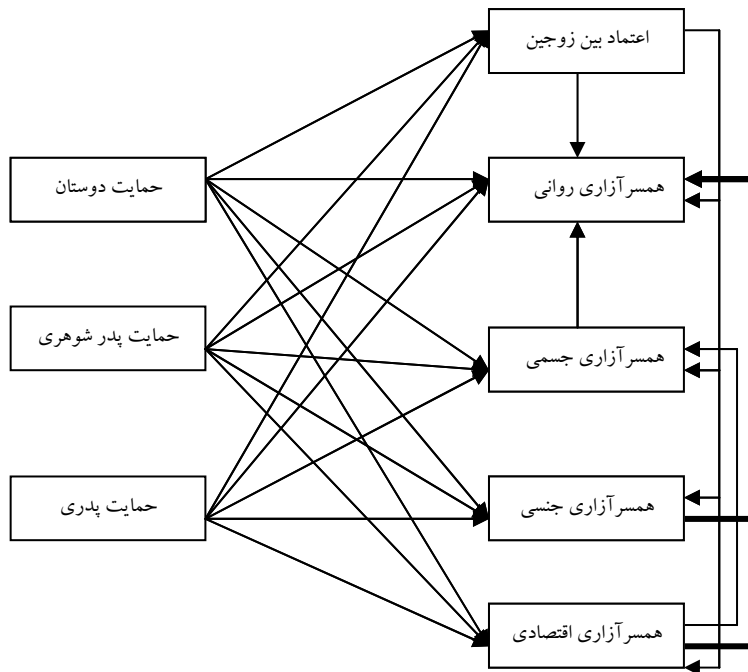 اعتماد بین زوجین
حمایت دوستان
همسرآزاری روانی
حمایت پدر شوهری
همسرآزاری جسمی
حمایت پدری
همسرآزاری جنسی
همسرآزاری اقتصادی